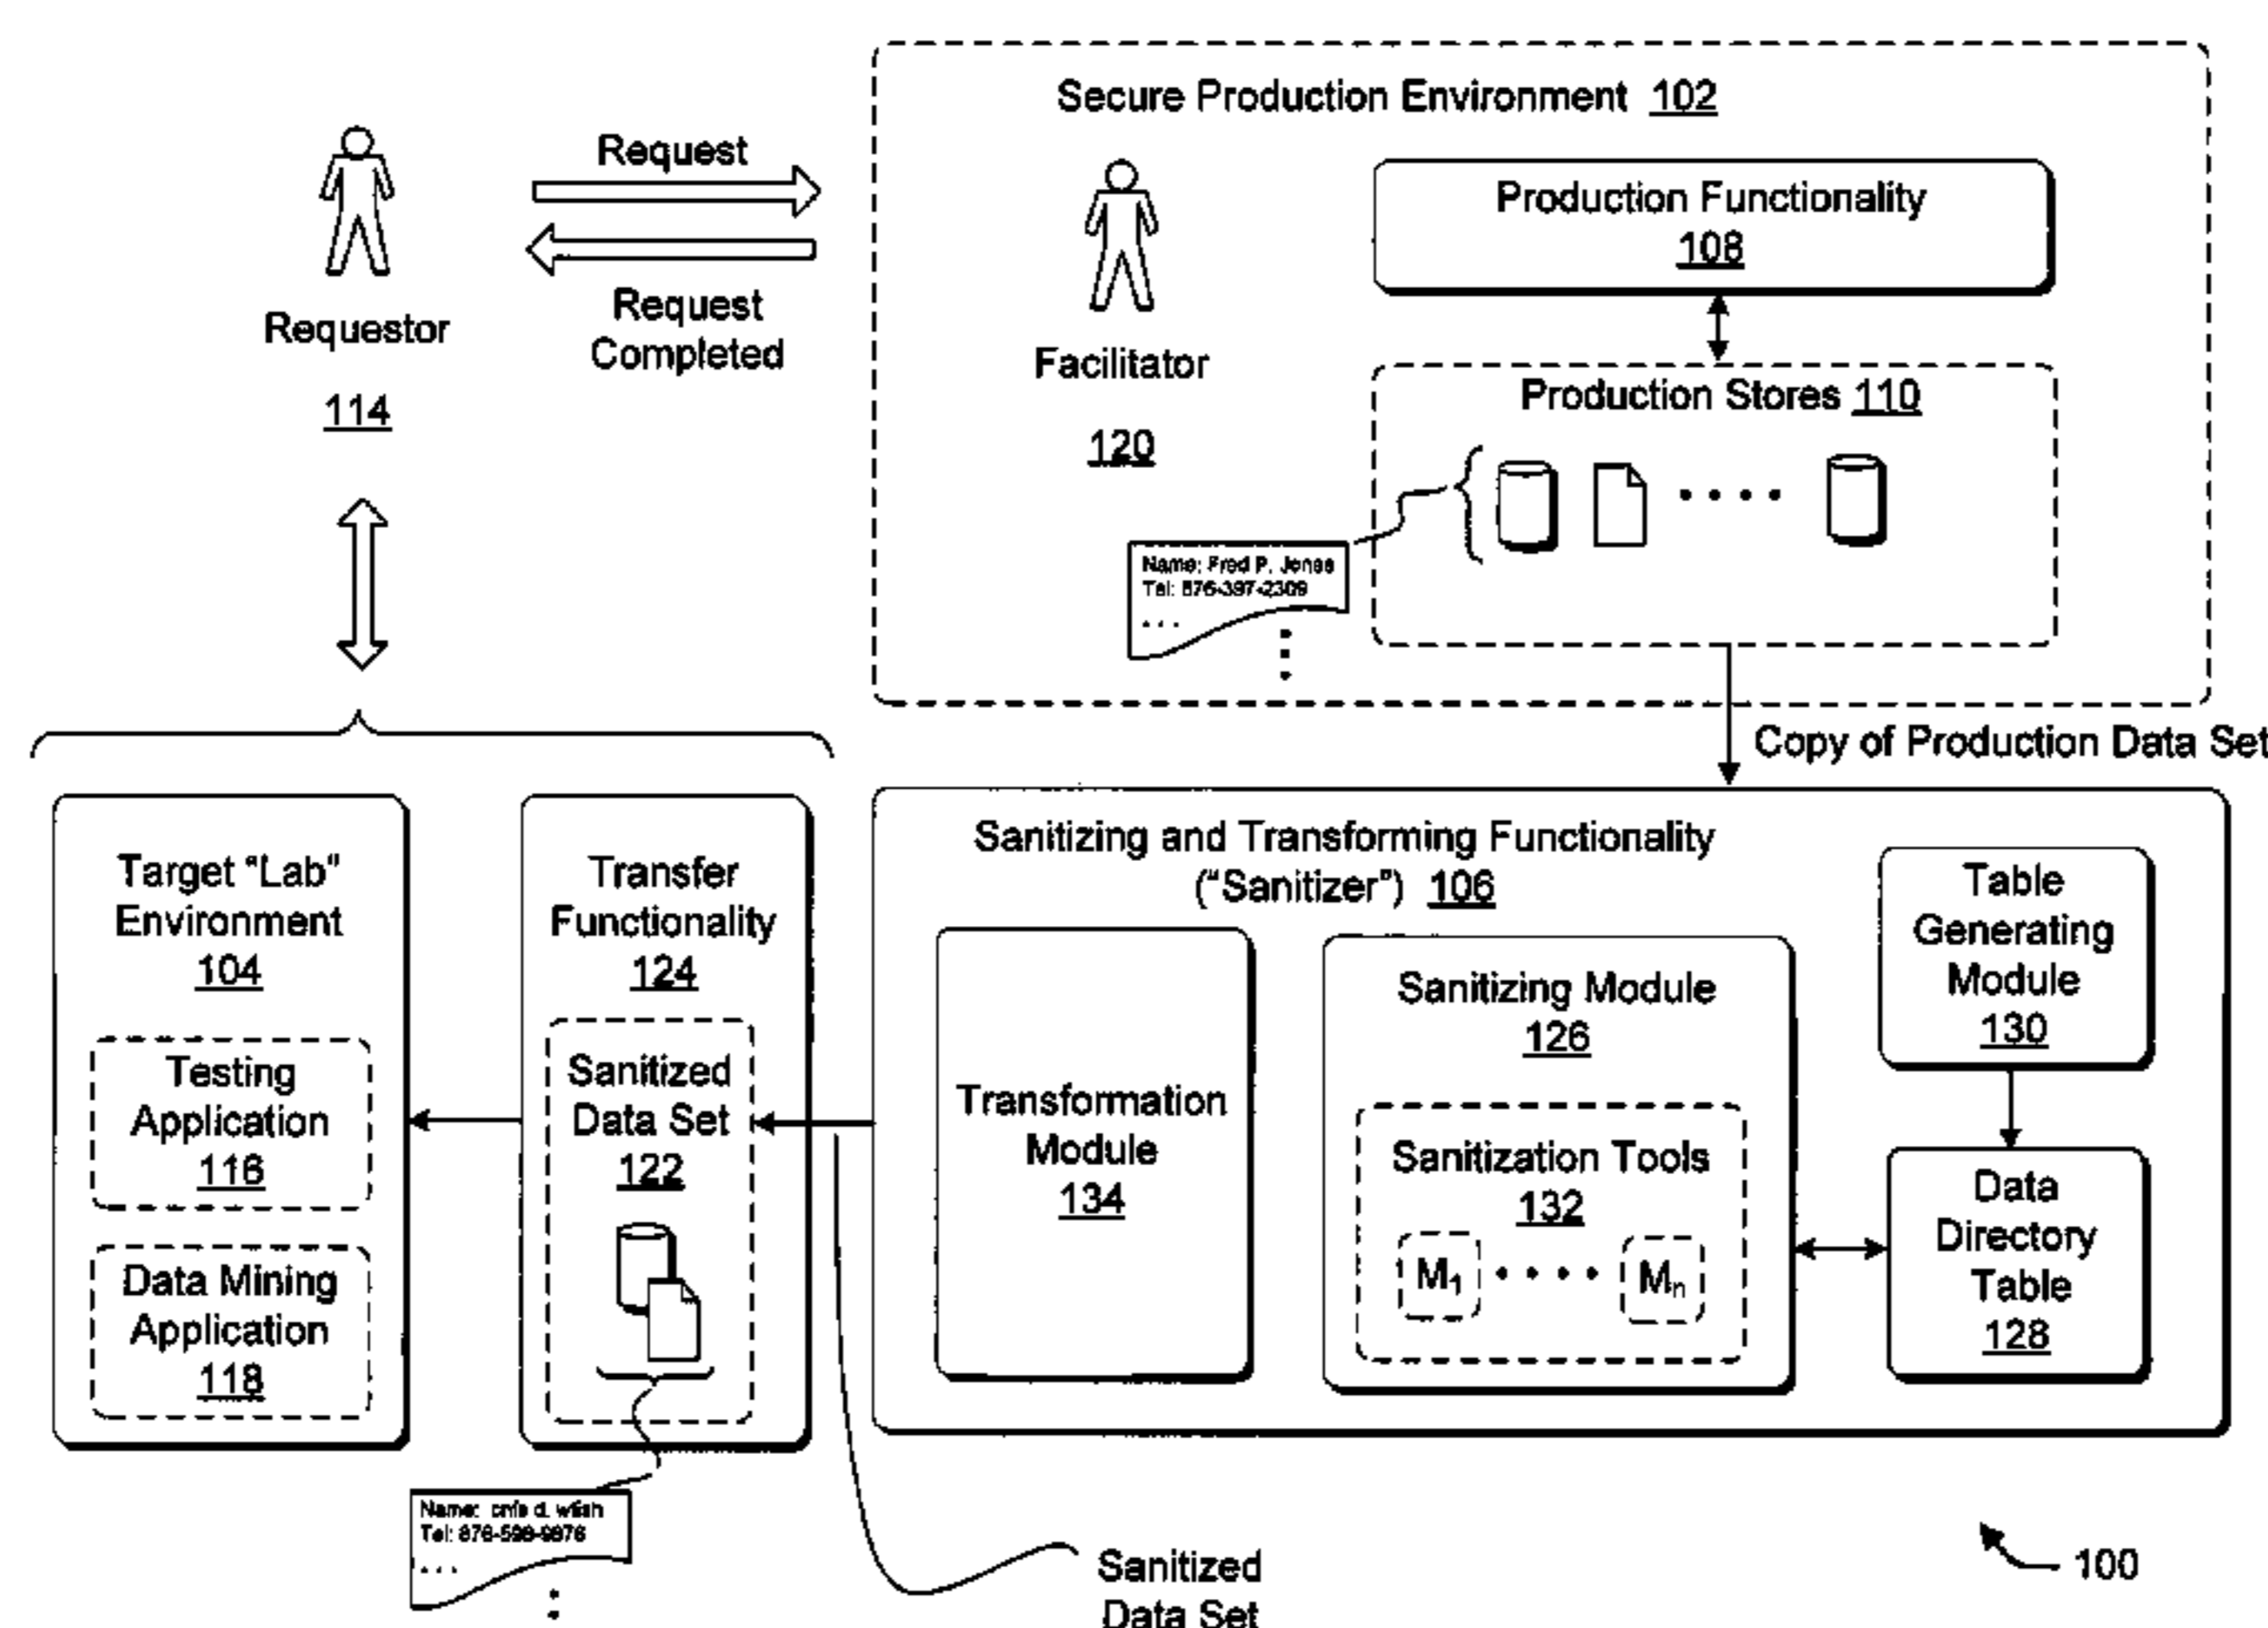 Secure Production Environment 102
Request
Request
Completed
Requestor
114
Facilitator
120
Production Functionality
108
Production Stores 110
Name: Fred P. Jones
Tel: 876-397-2309
. . .
Copy of Production Data Set
Target “Lab”
Environment
104
Testing
Application
116
Data Mining
Application
118
Transfer
Functionality
124
Sanitized
Data Set
122
Name:
Tel: 876-598-9876
. . .
Sanitizing and Transforming Functionality
(“Sanitizer”) 106
Transformation
Module
134
Sanitizing Module
126
Sanitization Tools
132
M1 • • • • Mn
Table
Generating
Module
130
Data
Directory
Table
128
Sanitized
Data Set
100